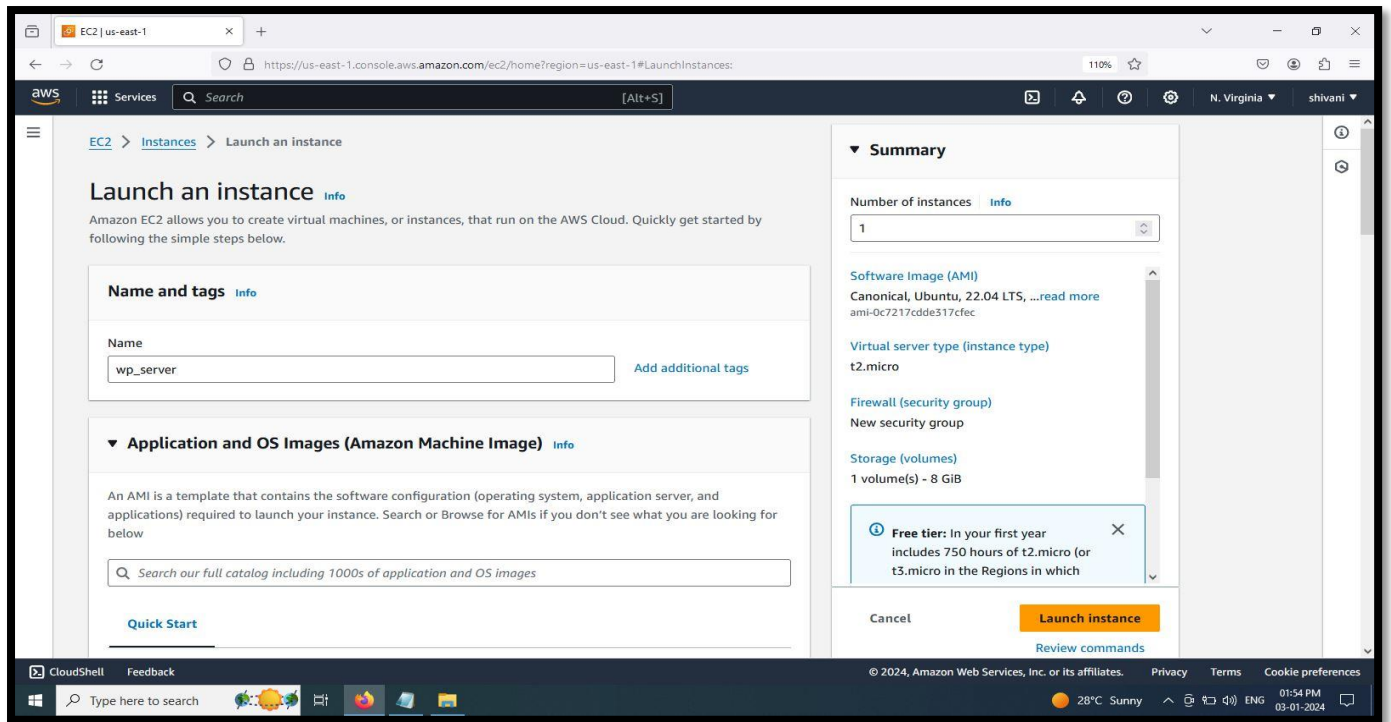 EC2 | us-east-1
https://us-east-1.console.aws.amazon.com/ec2/home?region=us-east-1#LaunchInstances:
110%
aws
Services
Search
[Alt+S]
N. Virginia
shivani
EC2 > Instances > Launch an instance
Launch an instance Info
Amazon EC2 allows you to create virtual machines, or instances, that run on the AWS Cloud. Quickly get started by
following the simple steps below.
Name and tags Info
Name
wp_server
Add additional tags
Application and OS Images (Amazon Machine Image) Info
An AMI is a template that contains the software configuration (operating system, application server, and
applications) required to launch your instance. Search or Browse for AMIs if you don't see what you are looking for
below
Search our full catalog including 1000s of application and OS images
Quick Start
Summary
Number of instances Info
1
Software Image (AMI)
Canonical, Ubuntu, 22.04 LTS, ...read more
ami-0c7217cdde317cfec
Virtual server type (instance type)
t2.micro
Firewall (security group)
New security group
Storage (volumes)
1 volume(s) - 8 GiB
Free tier: In your first year
includes 750 hours of t2.micro (or
t3.micro in the Regions in which
Cancel
Launch instance
Review commands
CloudShell
Feedback
© 2024, Amazon Web Services, Inc. or its affiliates.
Privacy
Terms
Cookie preferences
Type here to search
28°C Sunny
ENG
01:54 PM
03-01-2024